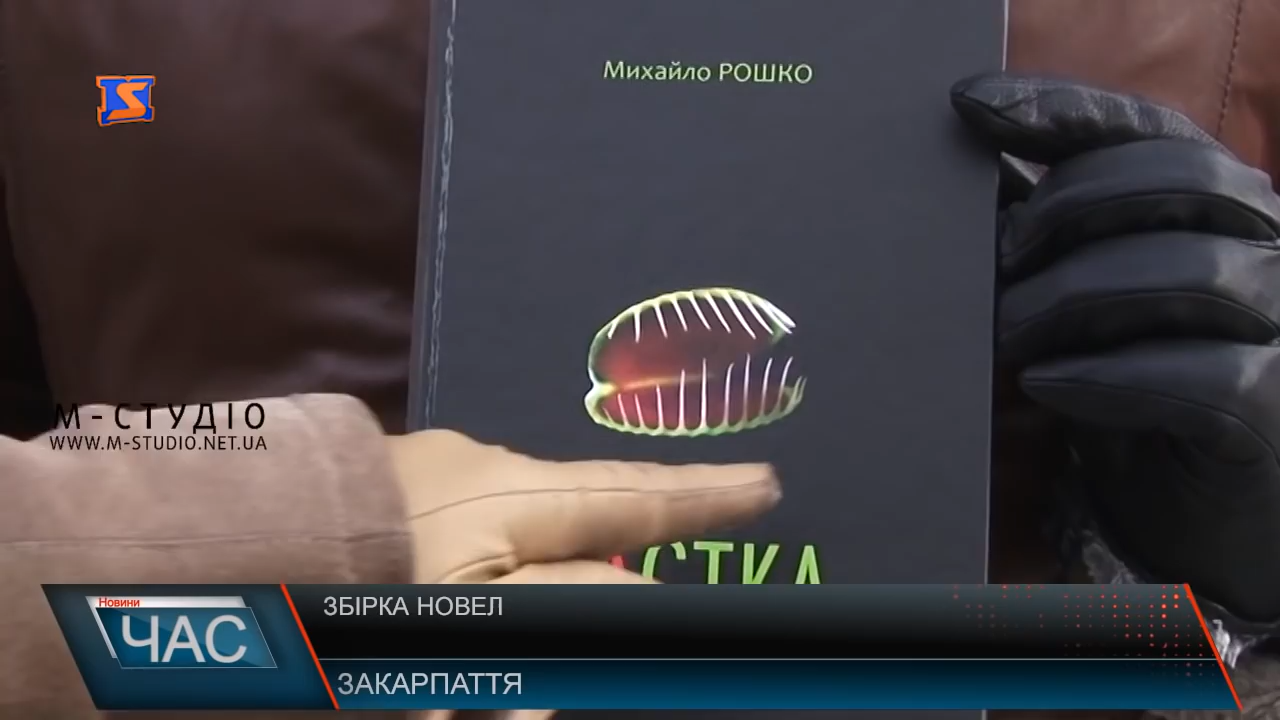 Михайло РОШКО
М-СТУДІО
WWW.M-STUDIO.NET.UA
Новини
ЧАС
ЗБІРКА НОВЕЛ
ЗАКАРПАТТЯ